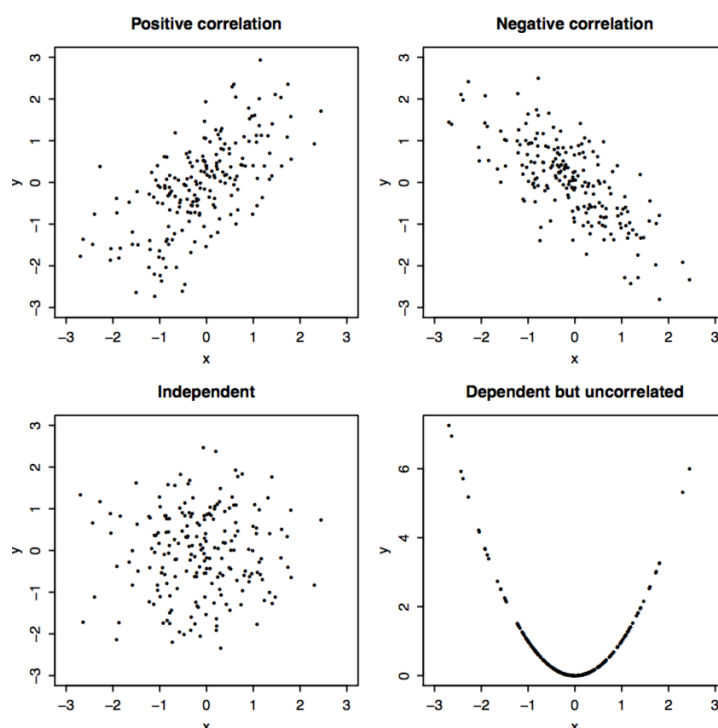 Positive correlation
3
2
1
0
−1
−2
−3
y
−3 −2 −1 0 1 2 3
x
Negative correlation
3
2
1
0
−1
−2
−3
y
−3 −2 −1 0 1 2 3
x
Independent
3
2
1
0
−1
−2
−3
y
−3 −2 −1 0 1 2 3
x
Dependent but uncorrelated
6
4
2
0
y
−3 −2 −1 0 1 2 3
x